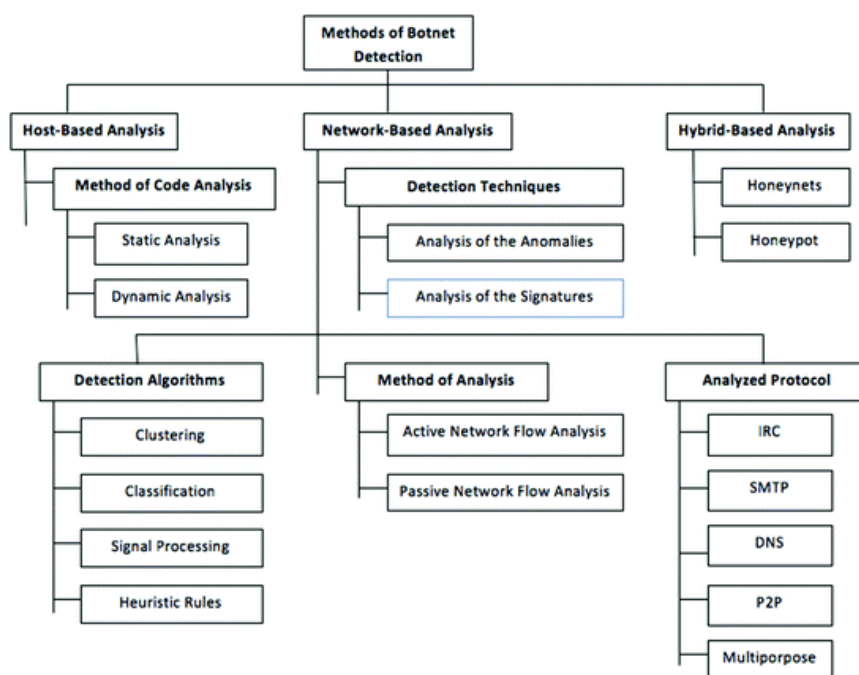 Methods of Botnet
Detection
Host-Based Analysis
Network-Based Analysis
Hybrid-Based Analysis
Method of Code Analysis
Detection Techniques
Honeynets
Static Analysis
Analysis of the Anomalies
Honeypot
Dynamic Analysis
Analysis of the Signatures
Detection Algorithms
Method of Analysis
Analyzed Protocol
Clustering
Active Network Flow Analysis
IRC
Classification
Passive Network Flow Analysis
SMTP
Signal Processing
DNS
Heuristic Rules
P2P
Multiporpose